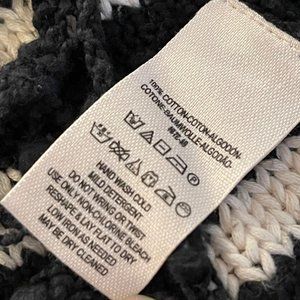 100% COTTON-COTON-ALGODÓN-
COTONE-BAUMWOLLE-ALGODÃO-
HAND WASH COLD
MILD DETERGENT
DO NOT WRING OR TWIST
USE ONLY NON-CHLORINE BLEACH
RESHAPE & LAY FLAT TO DRY
LOW IRON AS NEEDED
MAY BE DRY CLEANED